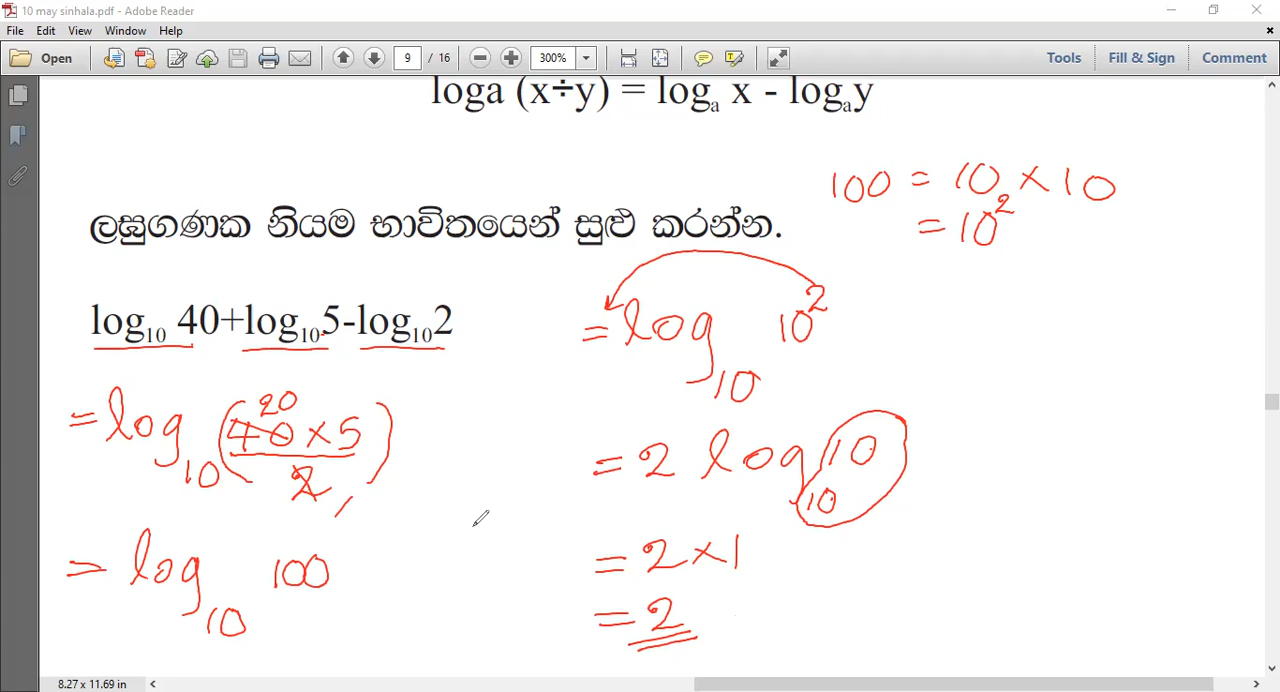 10 may sinhala.pdf - Adobe Reader
File Edit View Window Help
Open 9 / 16 300% Tools Fill & Sign Comment
loga (x÷y) = logₐ x - logₐy
100 = 10 × 10
= 10²
ලඝුගණක නියම භාවිතයෙන් සුළු කරන්න.
log₁₀ 40+log₁₀5-log₁₀2
= log₁₀ (40 × 5 / 2) 20
= log₁₀ 100
= log₁₀ 10²
= 2 log₁₀ 10
= 2 × 1
= 2
8.27 x 11.69 in